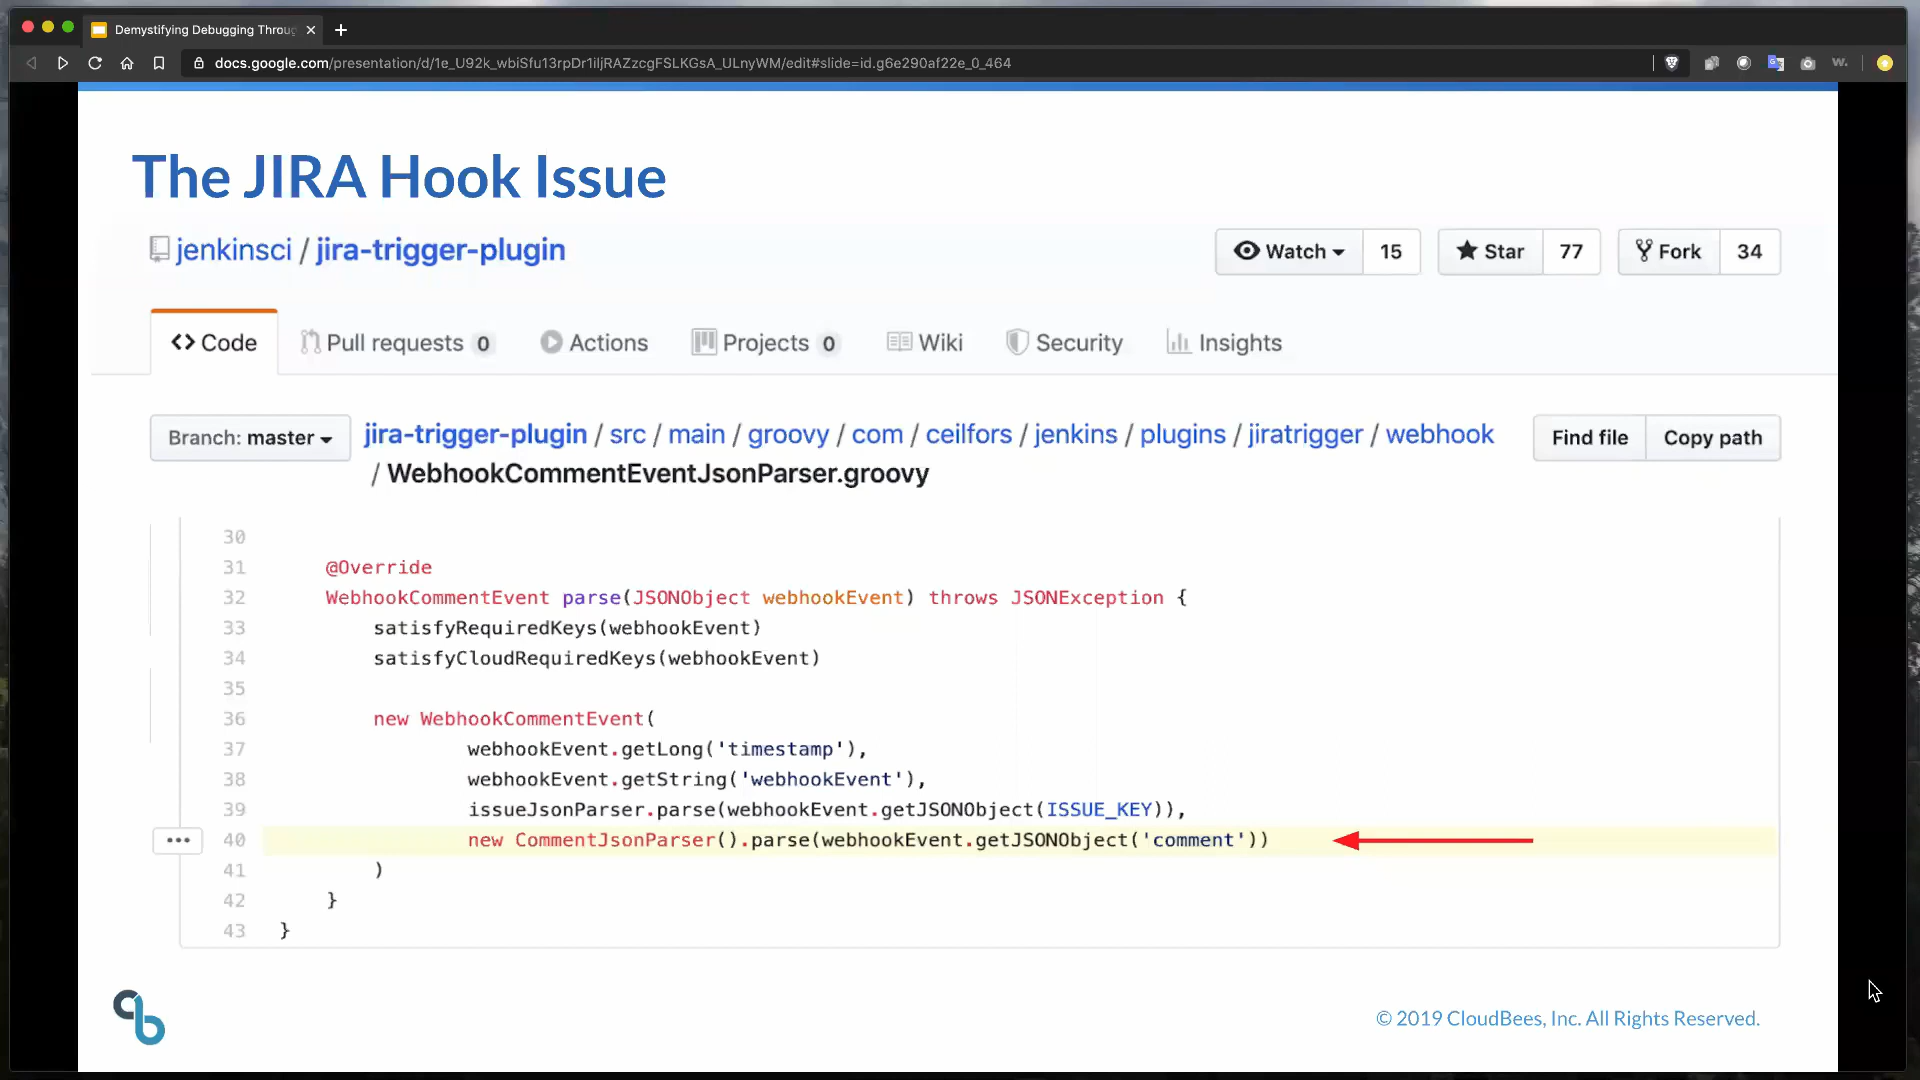 Demystifying Debugging Throu
docs.google.com/presentation/d/1e_U92k_wbiSfu13rpDr1iljRAZzcgFSLKGsA_ULnyWM/edit#slide=id.g6e290af22e_0_464
The JIRA Hook Issue
jenkinsci / jira-trigger-plugin
Watch 15 Star 77 Fork 34
<> Code Pull requests 0 Actions Projects 0 Wiki Security Insights
Branch: master jira-trigger-plugin / src / main / groovy / com / ceilfors / jenkins / plugins / jiratrigger / webhook
/ WebhookCommentEventJsonParser.groovy
Find file Copy path
30
31 @Override
32 WebhookCommentEvent parse(JSONObject webhookEvent) throws JSONException {
33 satisfyRequiredKeys(webhookEvent)
34 satisfyCloudRequiredKeys(webhookEvent)
35
36 new WebhookCommentEvent(
37 webhookEvent.getLong('timestamp'),
38 webhookEvent.getString('webhookEvent'),
39 issueJsonParser.parse(webhookEvent.getJSONObject(ISSUE_KEY)),
40 new CommentJsonParser().parse(webhookEvent.getJSONObject('comment'))
41 )
42 }
43 }
© 2019 CloudBees, Inc. All Rights Reserved.